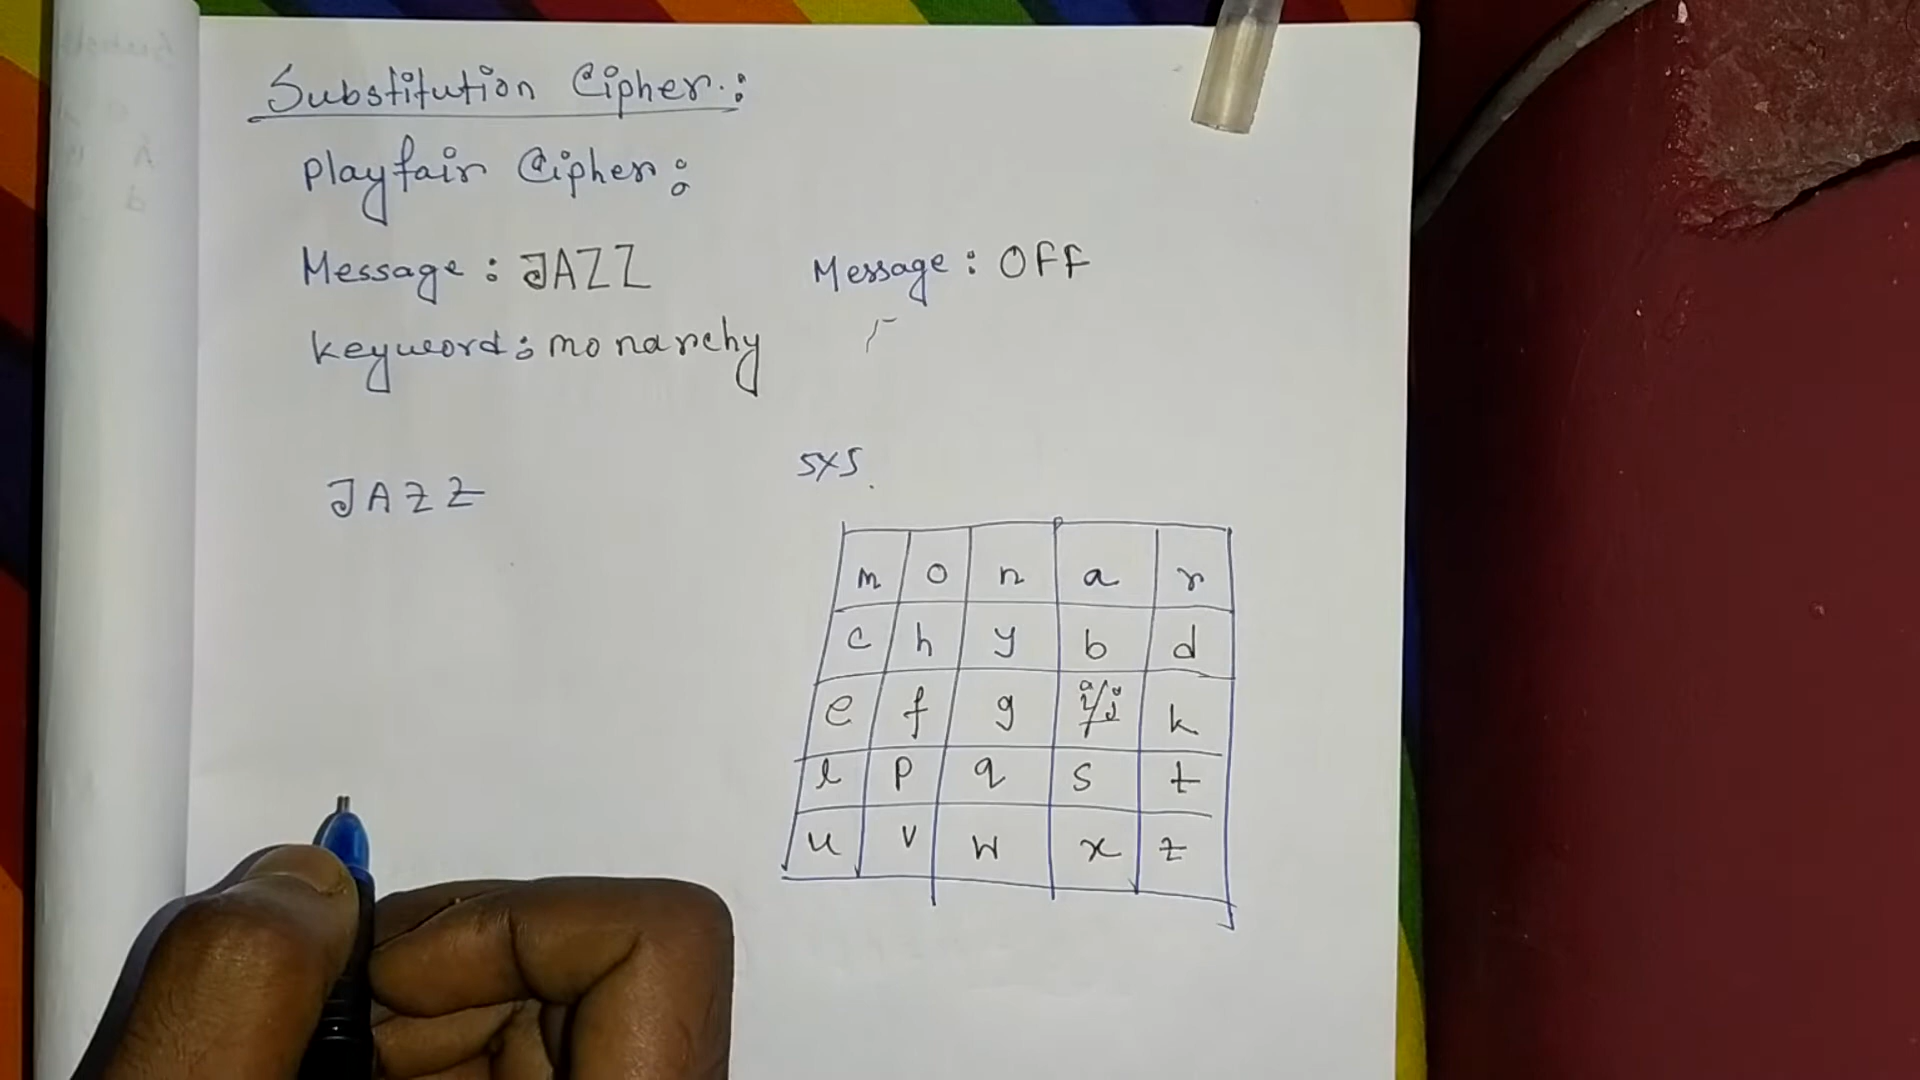 Substitution Cipher:
Playfair Cipher:
Message: JAZZ
Message: OFF
keyword: monarchy
5x5.
JAZZ
m o n a r
c h y b d
e f g i/j k
l p q s t
u v w x z